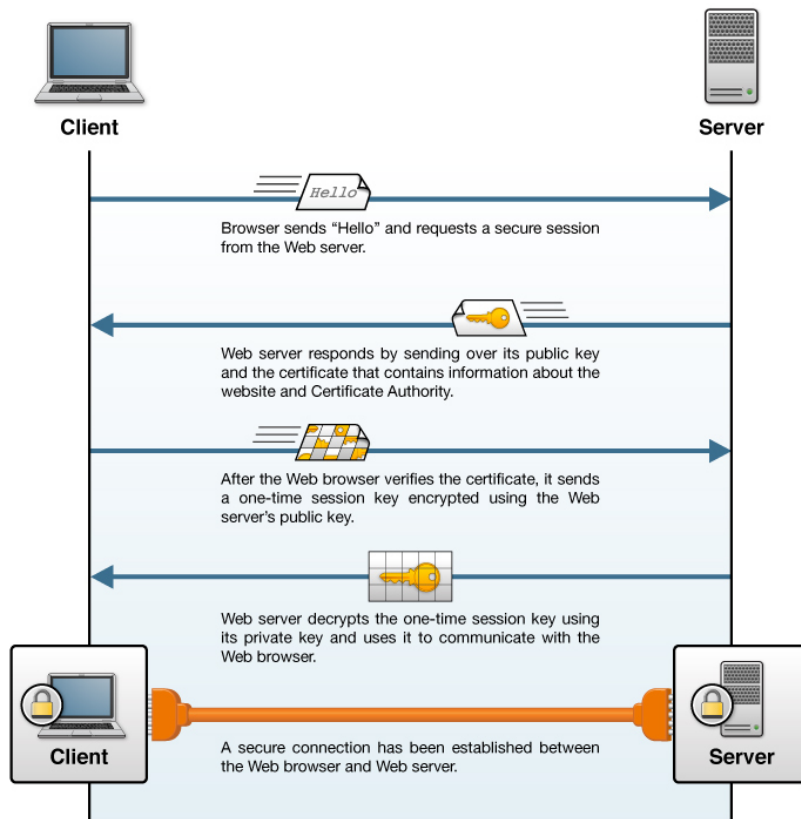 Client
Server
Hello
Browser sends “Hello” and requests a secure session
from the Web server.
Web server responds by sending over its public key
and the certificate that contains information about the
website and Certificate Authority.
After the Web browser verifies the certificate, it sends
a one-time session key encrypted using the Web
server’s public key.
Web server decrypts the one-time session key using
its private key and uses it to communicate with the
Web browser.
Client
A secure connection has been established between
the Web browser and Web server.
Server